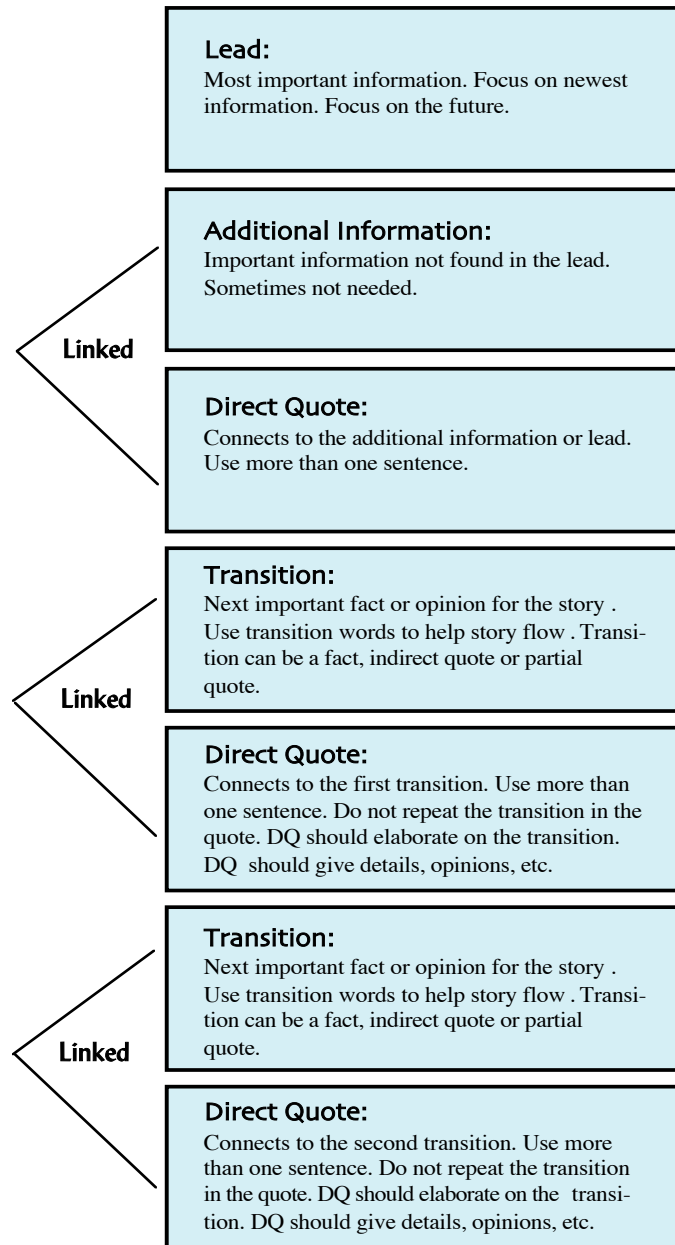 Lead:
Most important information. Focus on newest
information. Focus on the future.
Additional Information:
Important information not found in the lead.
Sometimes not needed.
Linked
Direct Quote:
Connects to the additional information or lead.
Use more than one sentence.
Transition:
Next important fact or opinion for the story .
Use transition words to help story flow . Transi-
tion can be a fact, indirect quote or partial
quote.
Linked
Direct Quote:
Connects to the first transition. Use more than
one sentence. Do not repeat the transition in the
quote. DQ should elaborate on the transition.
DQ  should give details, opinions, etc.
Transition:
Next important fact or opinion for the story .
Use transition words to help story flow . Transi-
tion can be a fact, indirect quote or partial
quote.
Linked
Direct Quote:
Connects to the second transition. Use more
than one sentence. Do not repeat the transition
in the quote. DQ should elaborate on the  transi-
tion. DQ should give details, opinions, etc.